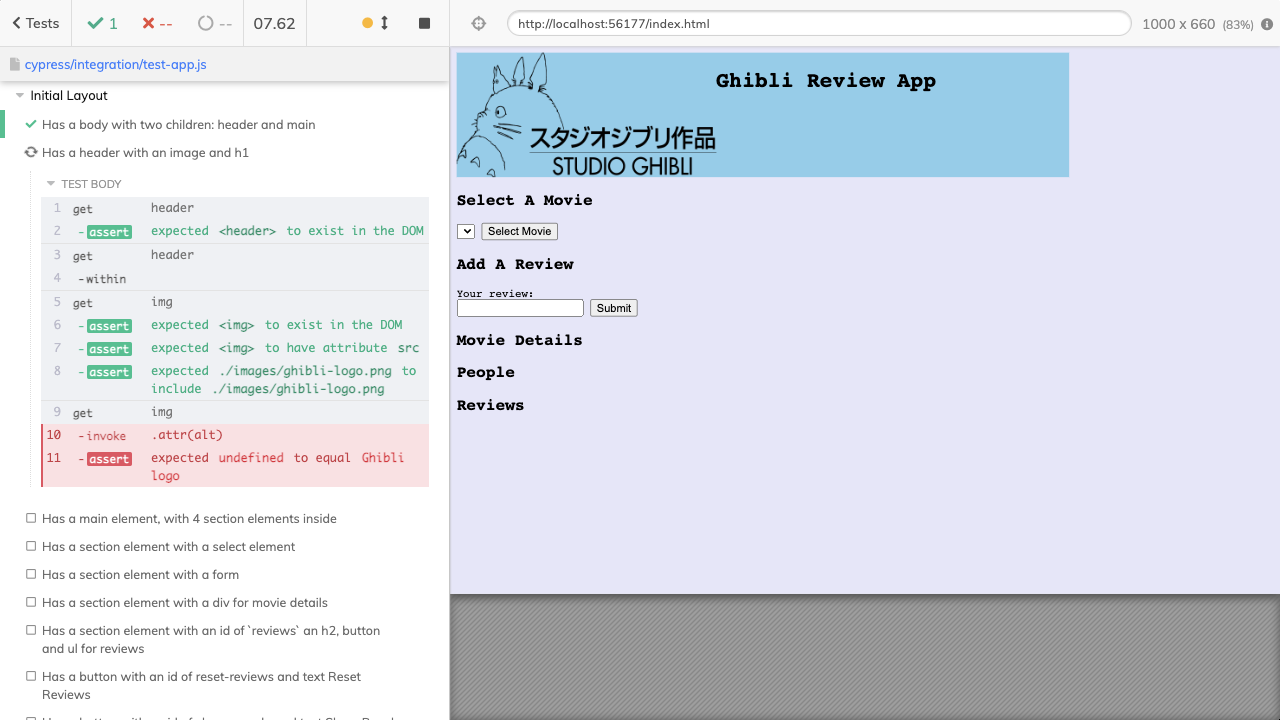 Tests
1
--
--
07.62
http://localhost:56177/index.html
1000 x 660 (83%)
cypress/integration/test-app.js
Initial Layout
Has a body with two children: header and main
Has a header with an image and h1
TEST BODY
1 get header
2 -assert expected <header> to exist in the DOM
3 get header
4 -within
5 get img
6 -assert expected <img> to exist in the DOM
7 -assert expected <img> to have attribute src
8 -assert expected ./images/ghibli-logo.png to
include ./images/ghibli-logo.png
9 get img
10 -invoke .attr(alt)
11 -assert expected undefined to equal Ghibli
logo
Has a main element, with 4 section elements inside
Has a section element with a select element
Has a section element with a form
Has a section element with a div for movie details
Has a section element with an id of `reviews` an h2, button
and ul for reviews
Has a button with an id of reset-reviews and text Reset
Reviews
Ghibli Review App
スタジオジブリ作品
STUDIO GHIBLI
Select A Movie
Select Movie
Add A Review
Your review:
Submit
Movie Details
People
Reviews